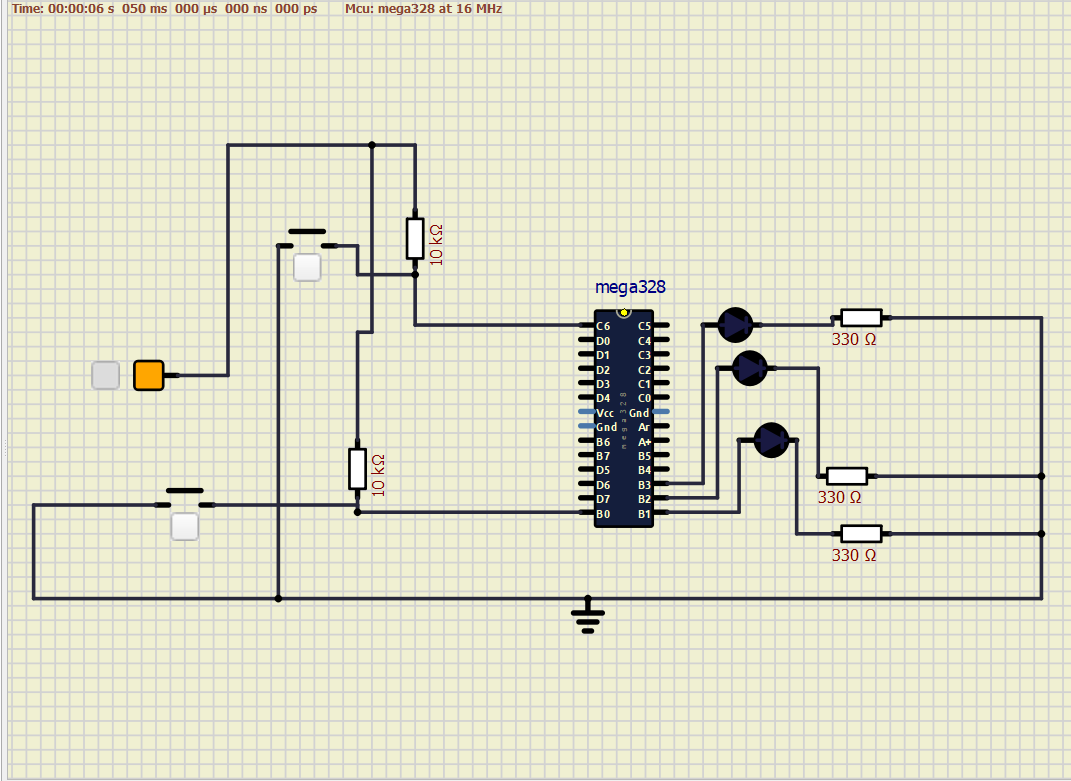 Time: 00:00:06 s 050 ms 000 µs 000 ns 000 ps Mcu: mega328 at 16 MHz
10 kΩ
mega328
C6 C5
D0 C4
D1 C3
D2 C2
D3 C1
D4 C0
Vcc Gnd
Gnd Ar
B6 A+
B7 B5
D5 B4
D6 B3
D7 B2
B0 B1
mega328
330 Ω
10 kΩ
330 Ω
330 Ω